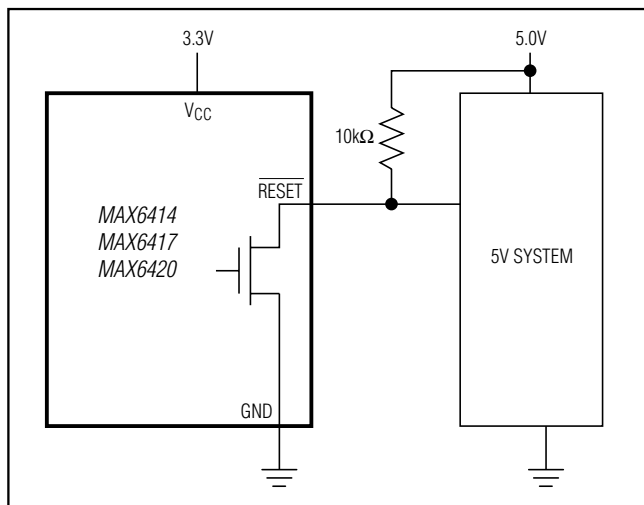 3.3V
5.0V
VCC
10kΩ
RESET
MAX6414
MAX6417
MAX6420
5V SYSTEM
GND